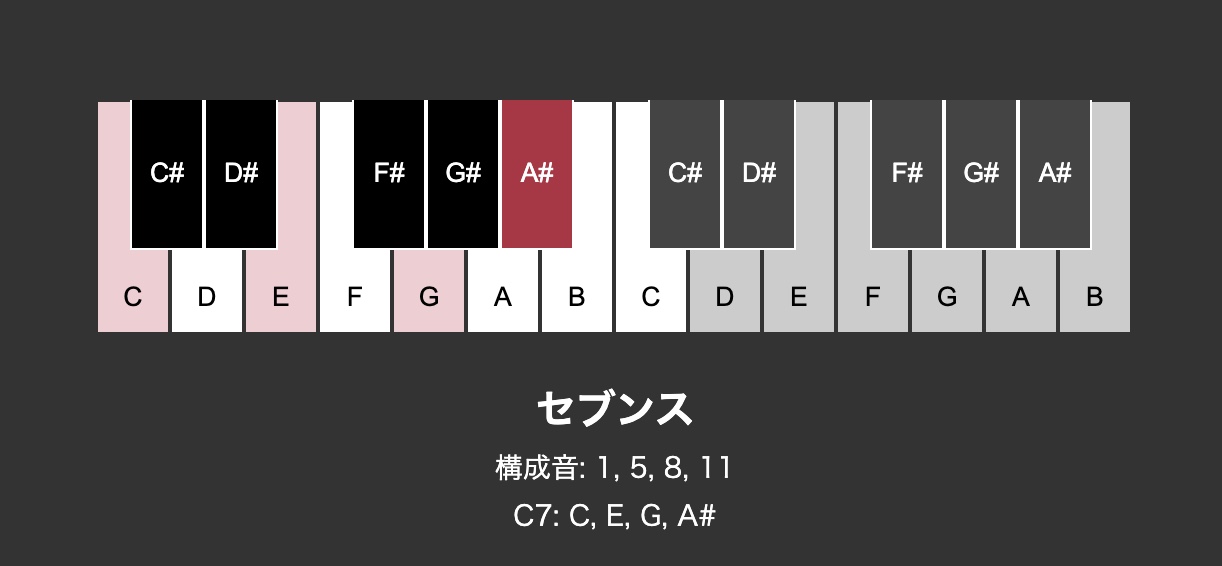 C# D# F# G# A# C# D# F# G# A#
C D E F G A B C D E F G A B
セブンス
構成音: 1, 5, 8, 11
C7: C, E, G, A#